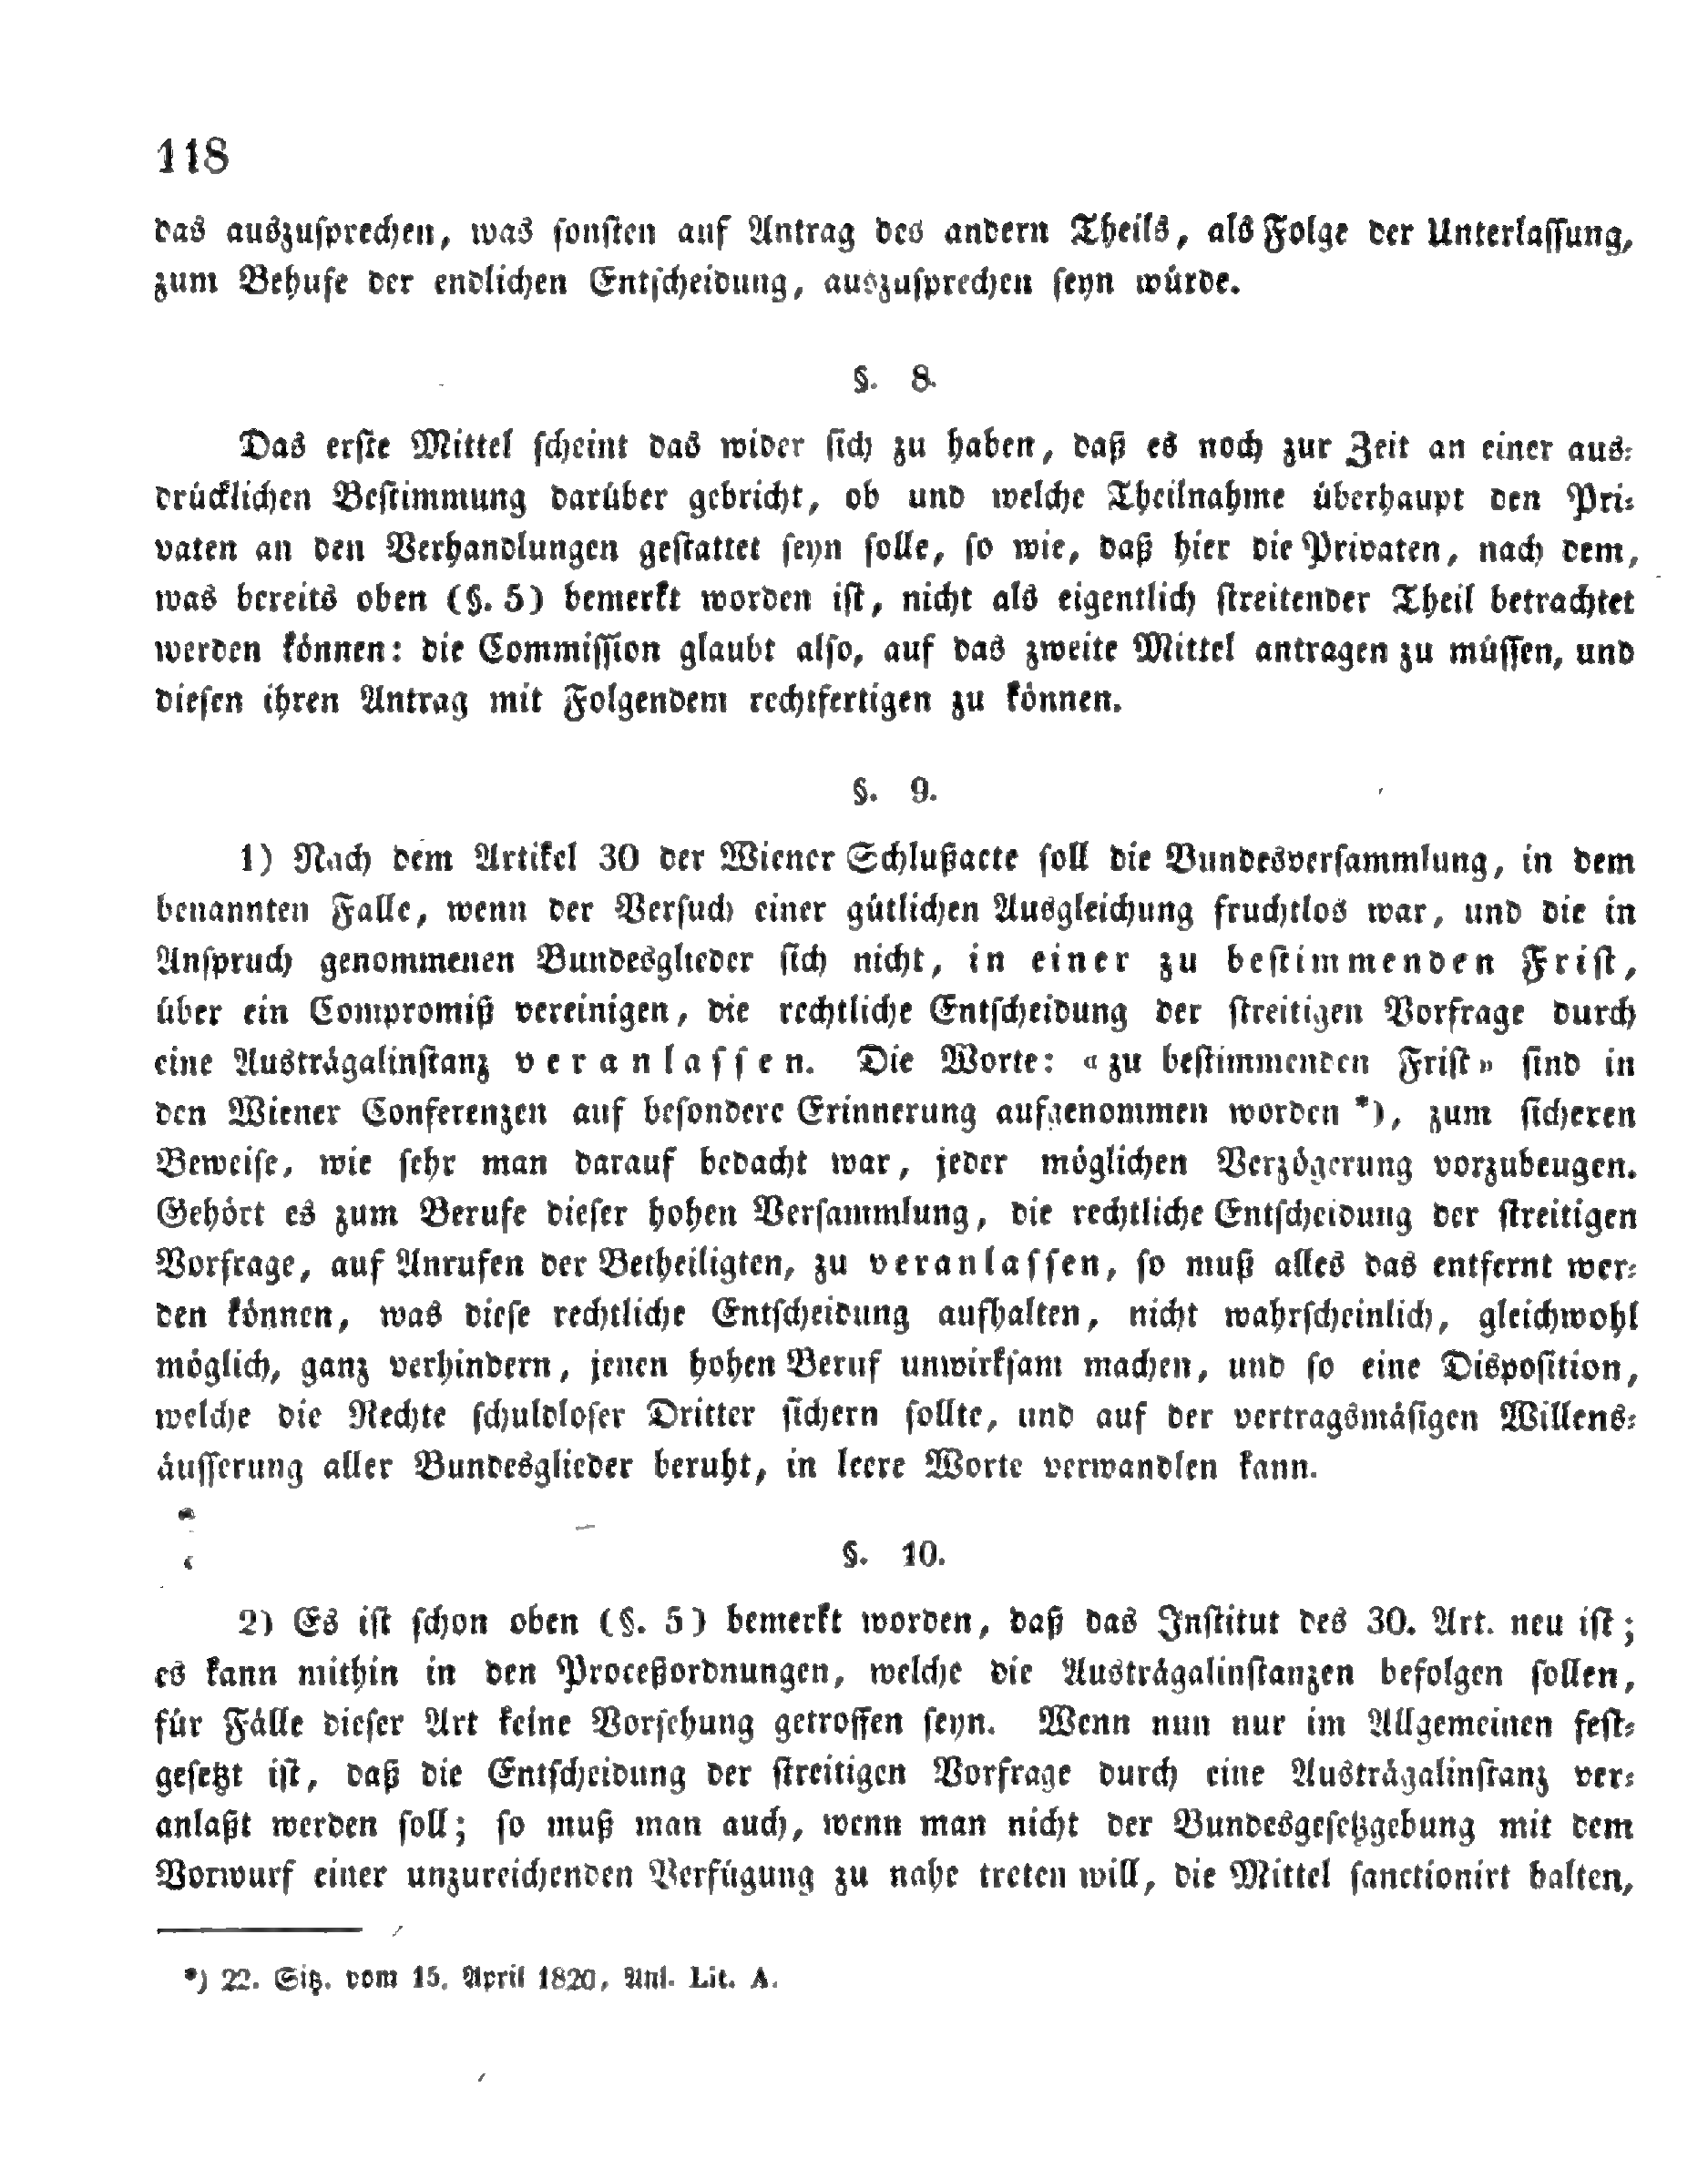 118
das auszusprechen, was sonsten auf Antrag des andern Theils, als Folge der Unterlassung,
zum Behufe der endlichen Entscheidung, auszusprechen seyn würde.
§. 8.
Das erste Mittel scheint das wider sich zu haben, daß es noch zur Zeit an einer aus-
drücklichen Bestimmung darüber gebricht, ob und welche Theilnahme überhaupt den Pri-
vaten an den Verhandlungen gestattet seyn solle, so wie, daß hier die Privaten, nach dem,
was bereits oben (§. 5) bemerkt worden ist, nicht als eigentlich streitender Theil betrachtet
werden können: die Commission glaubt also, auf das zweite Mittel antragen zu müssen, und
diesen ihren Antrag mit Folgendem rechtfertigen zu können.
§. 9.
1) Nach dem Artikel 30 der Wiener Schlußacte soll die Bundesversammlung, in dem
benannten Falle, wenn der Versuch einer gütlichen Ausgleichung fruchtlos war, und die in
Anspruch genommenen Bundesglieder sich nicht, in einer zu bestimmenden Frist,
über ein Compromiß vereinigen, die rechtliche Entscheidung der streitigen Vorfrage durch
eine Austrägalinstanz veranlassen. Die Worte: «zu bestimmenden Frist» sind in
den Wiener Conferenzen auf besondere Erinnerung aufgenommen worden *), zum sicheren
Beweise, wie sehr man darauf bedacht war, jeder möglichen Verzögerung vorzubeugen.
Gehört es zum Berufe dieser hohen Versammlung, die rechtliche Entscheidung der streitigen
Vorfrage, auf Anrufen der Betheiligten, zu veranlassen, so muß alles das entfernt wer-
den können, was diese rechtliche Entscheidung aufhalten, nicht wahrscheinlich, gleichwohl
möglich, ganz verhindern, jenen hohen Beruf unwirksam machen, und so eine Disposition,
welche die Rechte schuldloser Dritter sichern sollte, und auf der vertragsmäsigen Willens-
äusserung aller Bundesglieder beruht, in leere Worte verwandlen kann.
§. 10.
2) Es ist schon oben (§. 5) bemerkt worden, daß das Institut des 30. Art. neu ist;
es kann mithin in den Proceßordnungen, welche die Austrägalinstanzen befolgen sollen,
für Fälle dieser Art keine Vorsehung getroffen seyn. Wenn nun nur im Allgemeinen fest-
gesetzt ist, daß die Entscheidung der streitigen Vorfrage durch eine Austrägalinstanz ver-
anlaßt werden soll; so muß man auch, wenn man nicht der Bundesgesetzgebung mit dem
Vorwurf einer unzureichenden Verfügung zu nahe treten will, die Mittel sanctionirt halten,
*) 22. Sitz. vom 15. April 1820, Anl. Lit. A.